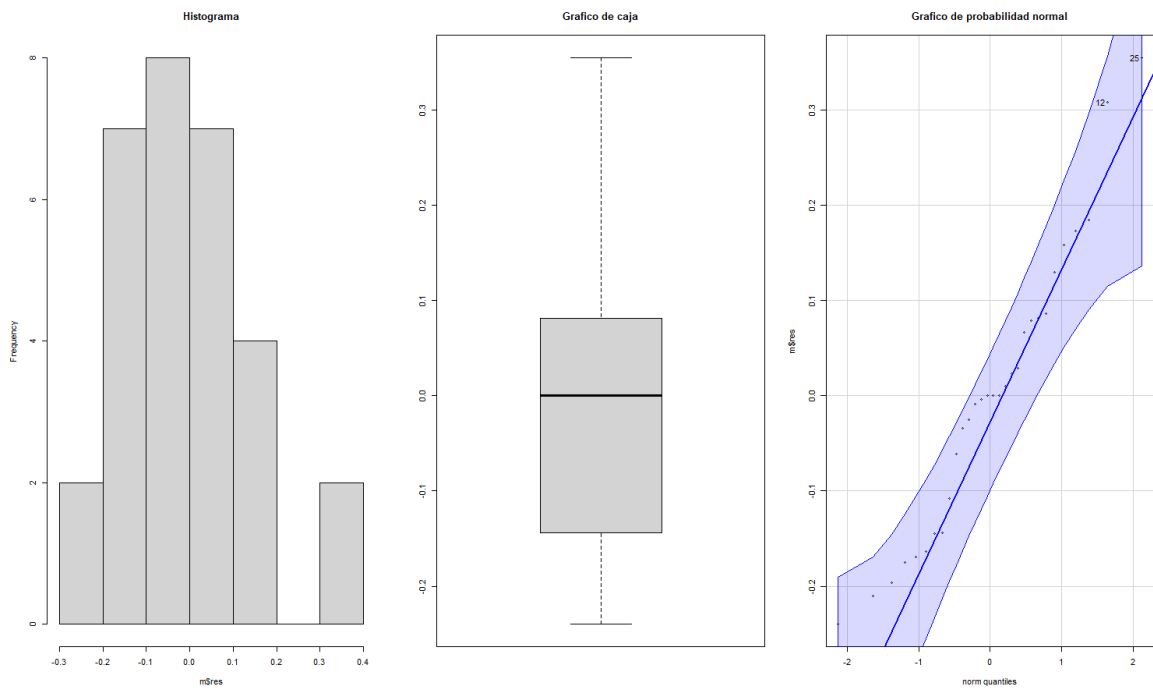 Histograma
Frequency
8
6
4
2
0
-0.3 -0.2 -0.1 0.0 0.1 0.2 0.3 0.4
m$res
Grafico de caja
0.3
0.2
0.1
0.0
-0.1
-0.2
Grafico de probabilidad normal
m$res
0.3
0.2
0.1
0.0
-0.1
-0.2
25
12
-2 -1 0 1 2
norm quantiles